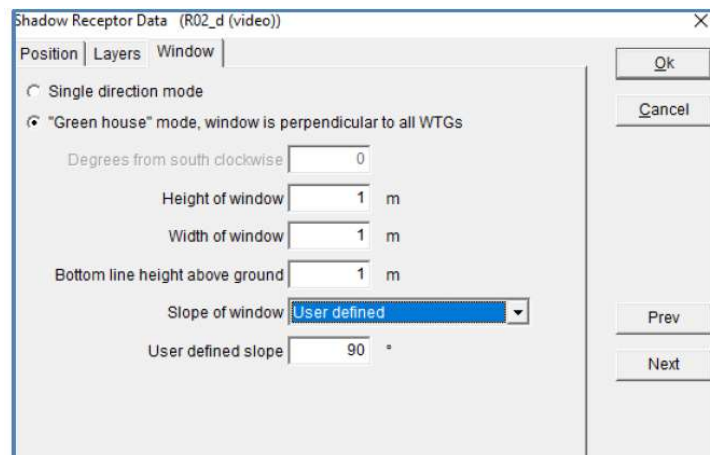 Shadow Receptor Data (R02_d (video))
Position Layers Window
Ok
Single direction mode
"Green house" mode, window is perpendicular to all WTGs
Cancel
Degrees from south clockwise 0
Height of window 1 m
Width of window 1 m
Bottom line height above ground 1 m
Slope of window User defined
Prev
User defined slope 90 °
Next